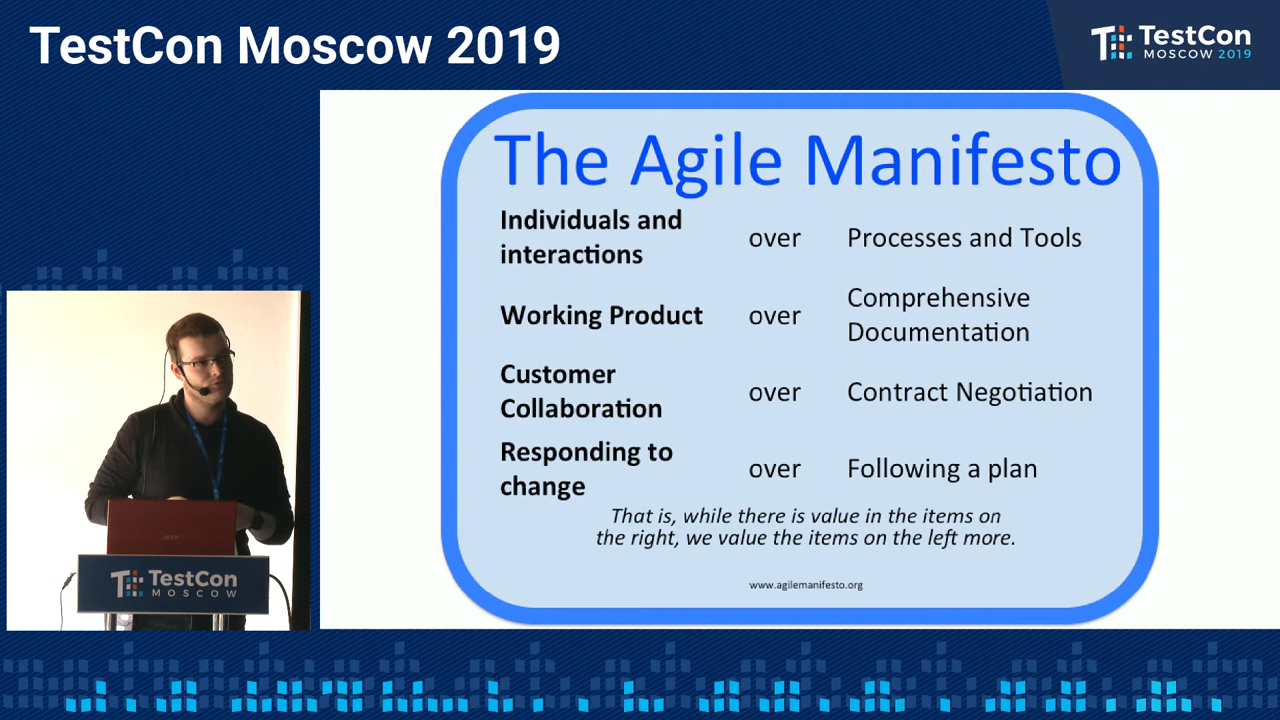 TestCon Moscow 2019
TestCon
MOSCOW 2019
The Agile Manifesto
Individuals and
interactions
over
Processes and Tools
Working Product
over
Comprehensive
Documentation
Customer
Collaboration
over
Contract Negotiation
Responding to
change
over
Following a plan
That is, while there is value in the items on
the right, we value the items on the left more.
www.agilemanifesto.org
acer
TestCon
MOSCOW